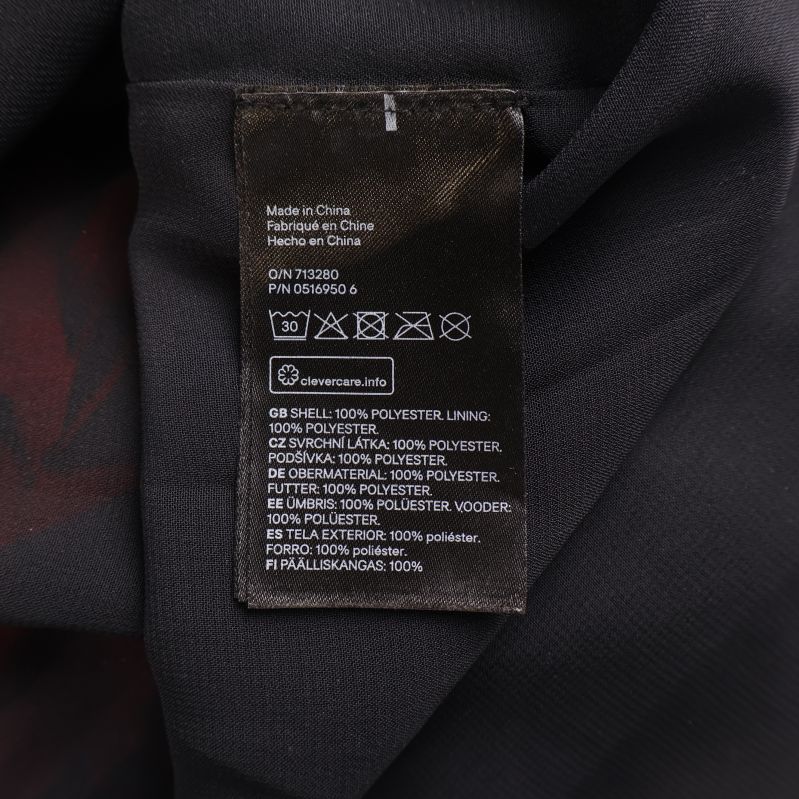 Made in China
Fabriqué en Chine
Hecho en China
O/N 713280
P/N 0516950 6
30
clevercare.info
GB SHELL: 100% POLYESTER. LINING:
100% POLYESTER.
CZ SVRCHNÍ LÁTKA: 100% POLYESTER.
PODŠÍVKA: 100% POLYESTER.
DE OBERMATERIAL: 100% POLYESTER.
FUTTER: 100% POLYESTER.
EE ÜMBRIS: 100% POLÜESTER. VOODER:
100% POLÜESTER.
ES TELA EXTERIOR: 100% poliéster.
FORRO: 100% poliéster.
FI PÄÄLLISKANGAS: 100%